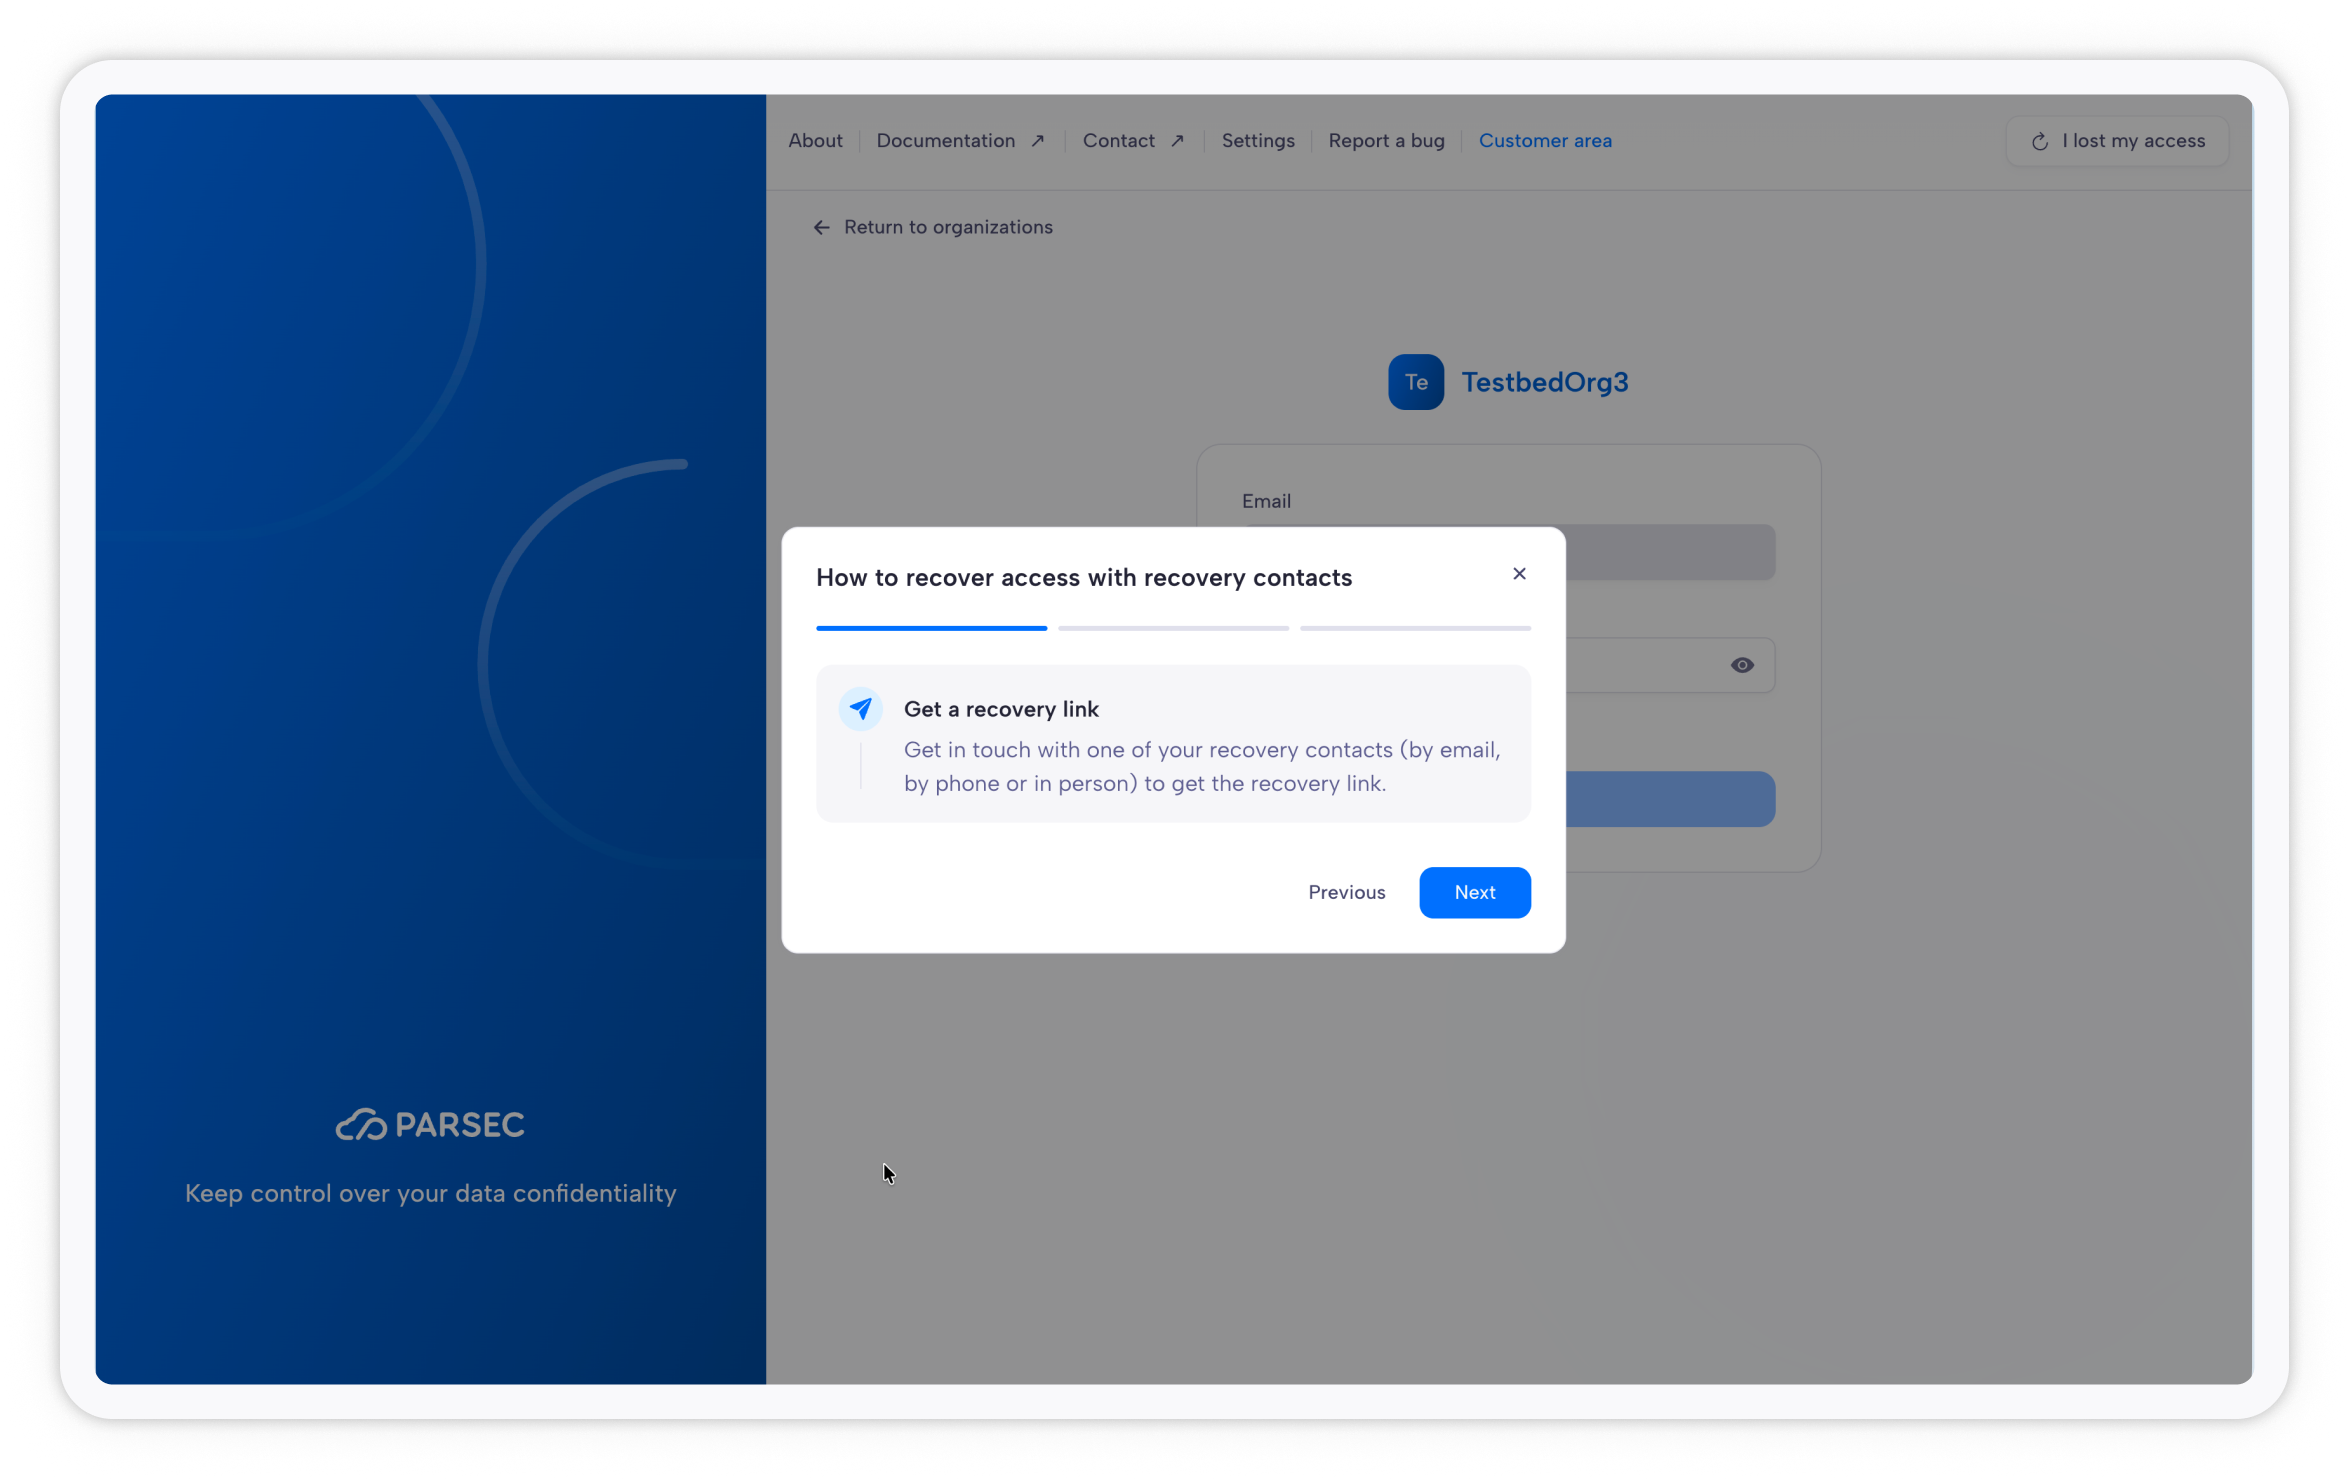 About
Documentation ↗
Contact ↗
Settings
Report a bug
Customer area
I lost my access
← Return to organizations
Te
TestbedOrg3
Email
How to recover access with recovery contacts
Get a recovery link
Get in touch with one of your recovery contacts (by email,
by phone or in person) to get the recovery link.
Previous
Next
PARSEC
Keep control over your data confidentiality